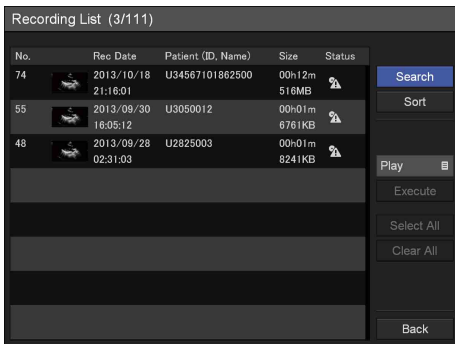 Recording List (3/111)
No. Rec Date Patient (ID, Name) Size Status
74 2013/10/18 U34567101862500 00h12m
21:16:01 516MB
55 2013/09/30 U3050012 00h01m
16:05:12 6761KB
48 2013/09/28 U2825003 00h01m
02:31:03 8241KB
Search
Sort
Play
Execute
Select All
Clear All
Back